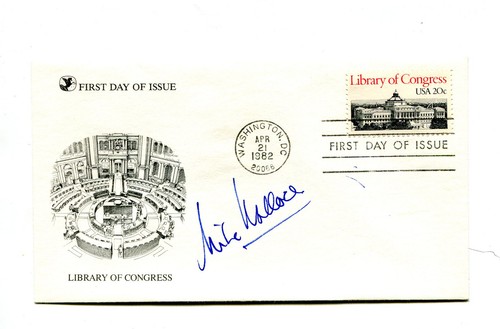 FIRST DAY OF ISSUE
Library of Congress
USA 20c
WASHINGTON, DC
APR
21
1982
20066
FIRST DAY OF ISSUE
Mike Wallace
LIBRARY OF CONGRESS